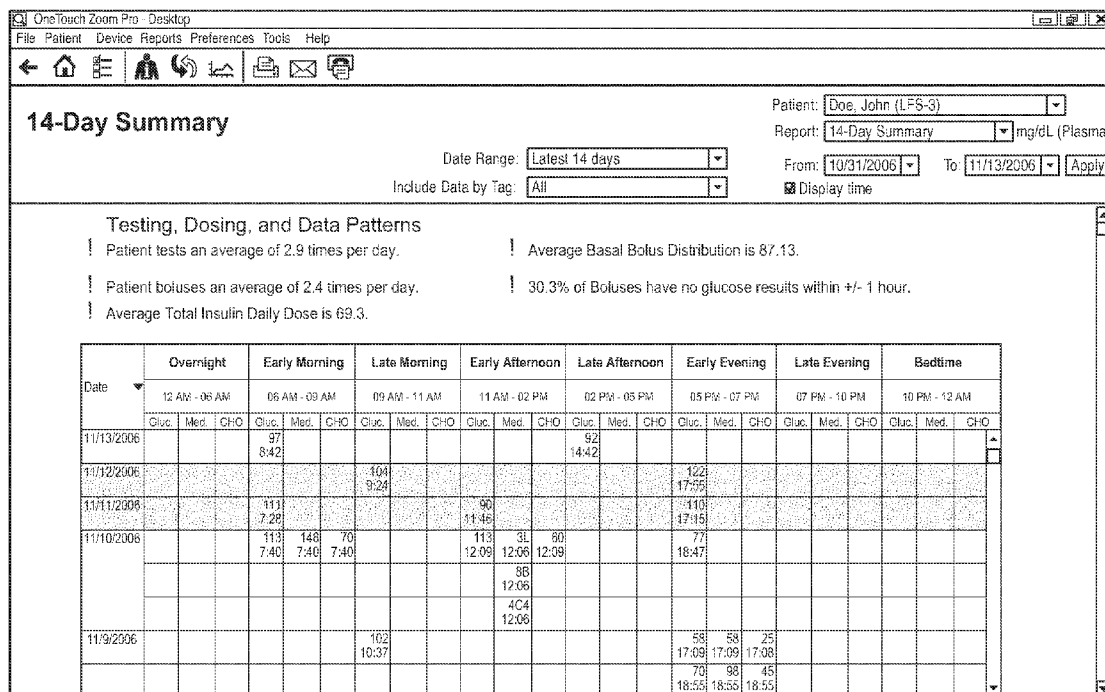 OneTouch Zoom Pro - Desktop
File Patient Device Reports Preferences Tools Help
14-Day Summary
Patient: Doe, John (LFS-3)
Report: 14-Day Summary mg/dL (Plasma
Date Range: Latest 14 days
From: 10/31/2006 To: 11/13/2006 Apply
Include Data by Tag: All
Display time
Testing, Dosing, and Data Patterns
! Patient tests an average of 2.9 times per day.
! Average Basal Bolus Distribution is 87.13.
! Patient boluses an average of 2.4 times per day.
! 30.3% of Boluses have no glucose results within +/- 1 hour.
! Average Total Insulin Daily Dose is 69.3.
Date Overnight Early Morning Late Morning Early Afternoon Late Afternoon Early Evening Late Evening Bedtime
12 AM - 06 AM 06 AM - 09 AM 09 AM - 11 AM 11 AM - 02 PM 02 PM - 05 PM 05 PM - 07 PM 07 PM - 10 PM 10 PM - 12 AM
Gluc. Med. CHO Gluc. Med. CHO Gluc. Med. CHO Gluc. Med. CHO Gluc. Med. CHO Gluc. Med. CHO Gluc. Med. CHO Gluc. Med. CHO
11/13/2006 97 92
8:42 14:42
11/12/2006 104 122
9:24 17:55
11/11/2006 111 90 110
7:28 11:46 17:15
11/10/2006 113 148 70 113 3L 60 77
7:40 7:40 7:40 12:09 12:06 12:09 18:47
8B
12:06
4C4
12:06
11/9/2006 102 58 58 25
10:37 17:09 17:09 17:08
70 98 45
18:55 18:55 18:55